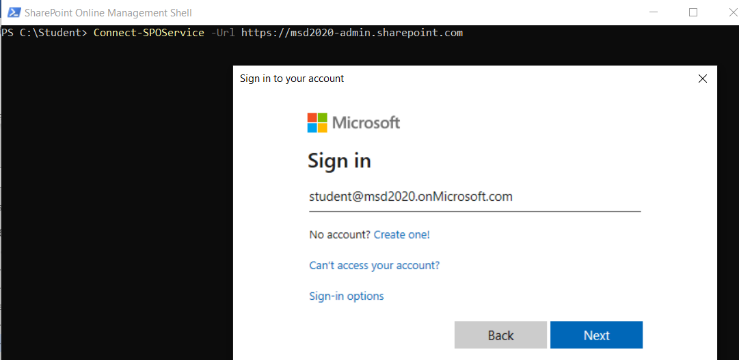 SharePoint Online Management Shell
PS C:\Student> Connect-SPOService -Url https://msd2020-admin.sharepoint.com
Sign in to your account
Microsoft
Sign in
student@msd2020.onMicrosoft.com
No account? Create one!
Can't access your account?
Sign-in options
Back Next